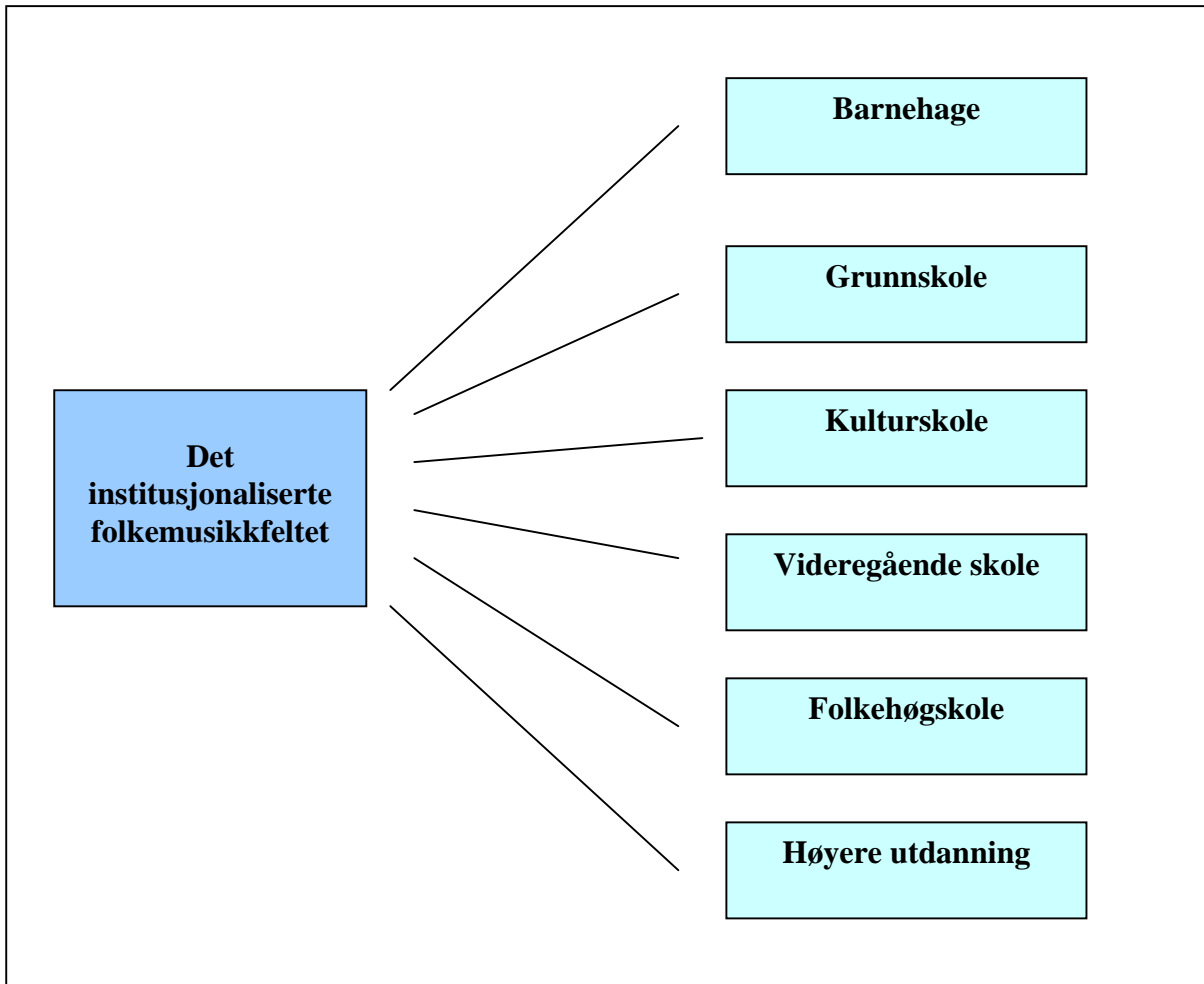 Det
institusjonaliserte
folkemusikkfeltet
Barnehage
Grunnskole
Kulturskole
Videregående skole
Folkehøgskole
Høyere utdanning